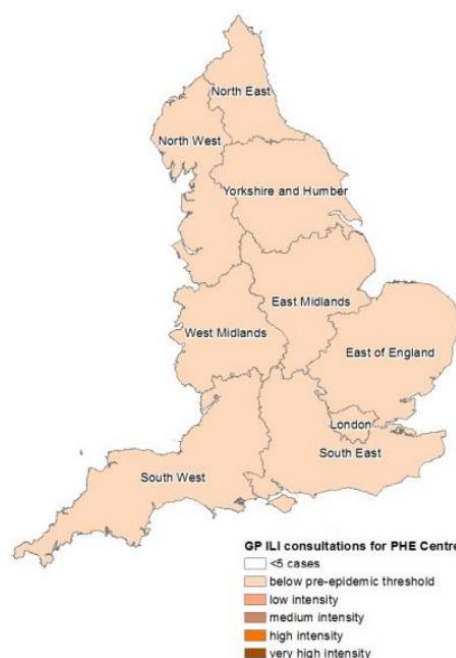 North East
North West
Yorkshire and Humber
East Midlands
West Midlands
East of England
London
South East
South West
GP ILI consultations for PHE Centre
<5 cases
below pre-epidemic threshold
low intensity
medium intensity
high intensity
very high intensity